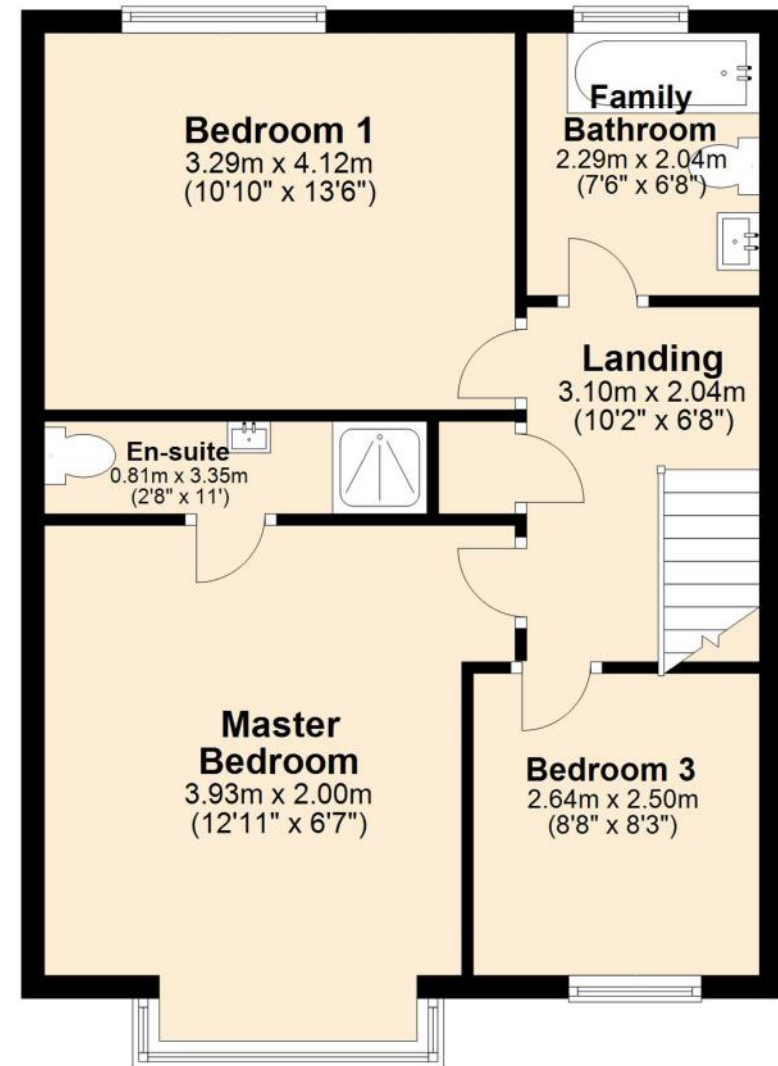 Bedroom 1
3.29m x 4.12m
(10'10" x 13'6")
Family
Bathroom
2.29m x 2.04m
(7'6" x 6'8")
Landing
3.10m x 2.04m
(10'2" x 6'8")
En-suite
0.81m x 3.35m
(2'8" x 11')
Master
Bedroom
3.93m x 2.00m
(12'11" x 6'7")
Bedroom 3
2.64m x 2.50m
(8'8" x 8'3")